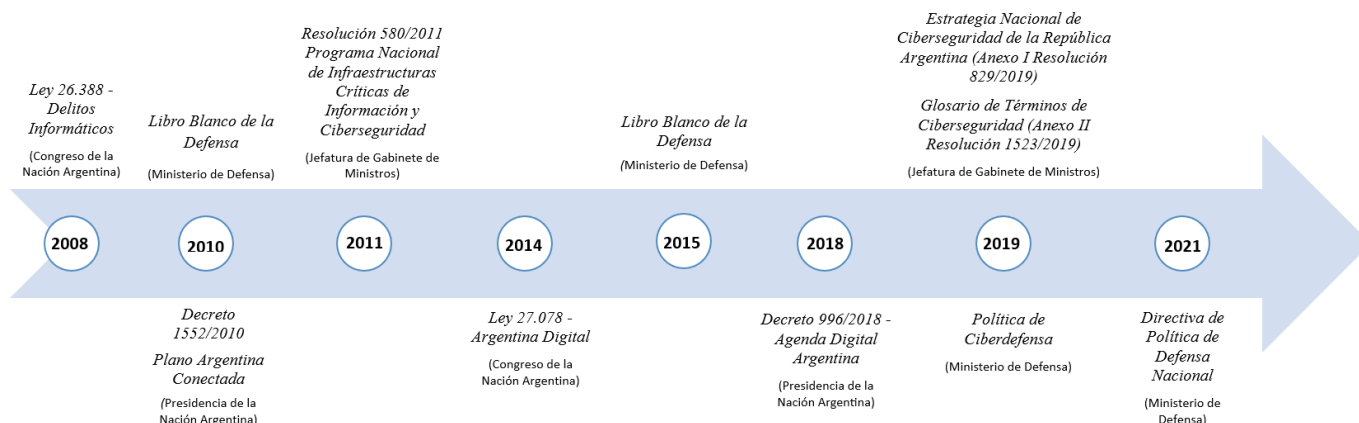 Ley 26.388 -
Delitos
Informáticos
(Congreso de la
Nación Argentina)
Libro Blanco de la
Defensa
(Ministerio de Defensa)
Resolución 580/2011
Programa Nacional
de Infraestructuras
Críticas de
Información y
Ciberseguridad
(Jefatura de Gabinete de
Ministros)
Libro Blanco de la
Defensa
(Ministerio de Defensa)
Estrategia Nacional de
Ciberseguridad de la República
Argentina (Anexo I Resolución
829/2019)
Glosario de Términos de
Ciberseguridad (Anexo II
Resolución 1523/2019)
(Jefatura de Gabinete de Ministros)
2008
2010
2011
2014
2015
2018
2019
2021
Decreto
1552/2010
Plano Argentina
Conectada
(Presidencia de la
Nación Argentina)
Ley 27.078 -
Argentina Digital
(Congreso de la
Nación Argentina)
Decreto 996/2018 -
Agenda Digital
Argentina
(Presidencia de la
Nación Argentina)
Política de
Ciberdefensa
(Ministerio de Defensa)
Directiva de
Política de
Defensa
Nacional
(Ministerio de
Defensa)